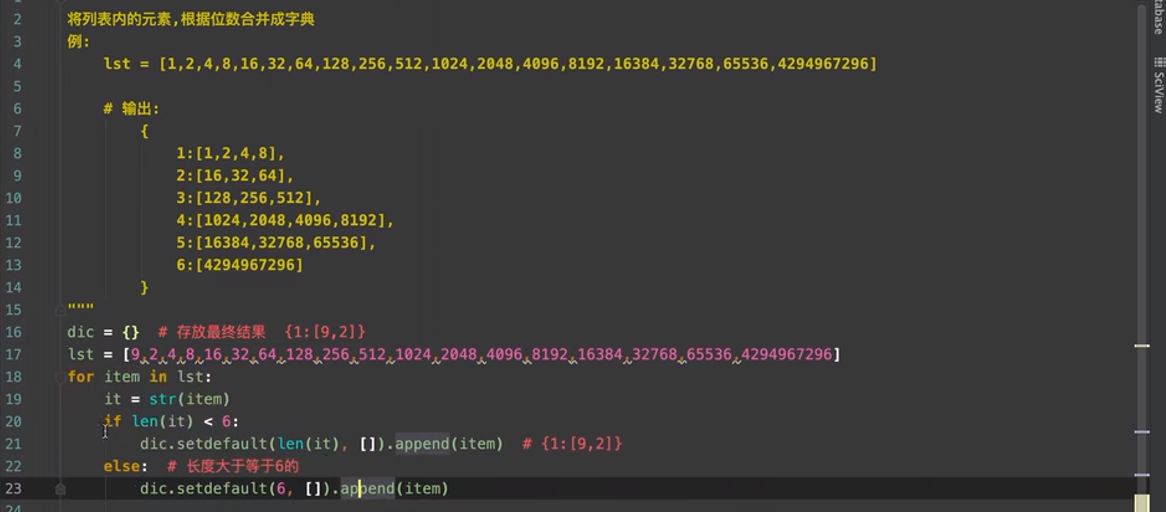 2 将列表内的元素,根据位数合并成字典
3 例:
4     lst = [1,2,4,8,16,32,64,128,256,512,1024,2048,4096,8192,16384,32768,65536,4294967296]
5
6     # 输出:
7         {
8             1:[1,2,4,8],
9             2:[16,32,64],
10             3:[128,256,512],
11             4:[1024,2048,4096,8192],
12             5:[16384,32768,65536],
13             6:[4294967296]
14         }
15 """
16 dic = {}  # 存放最终结果  {1:[9,2]}
17 lst = [9,2,4,8,16,32,64,128,256,512,1024,2048,4096,8192,16384,32768,65536,4294967296]
18 for item in lst:
19     it = str(item)
20     if len(it) < 6:
21         dic.setdefault(len(it), []).append(item)  # {1:[9,2]}
22     else:  # 长度大于等于6的
23         dic.setdefault(6, []).append(item)
24
tabase
SciView